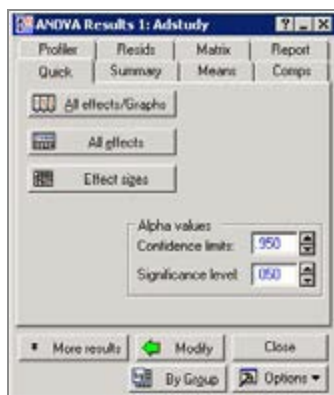 ANOVA Results 1: Adstudy
Profiler Resids Matrix Report
Quick Summary Means Comps
All effects/Graphs
All effects
Effect sizes
Alpha values
Confidence limits: .950
Significance level: .050
More results Modify Close
By Group Options